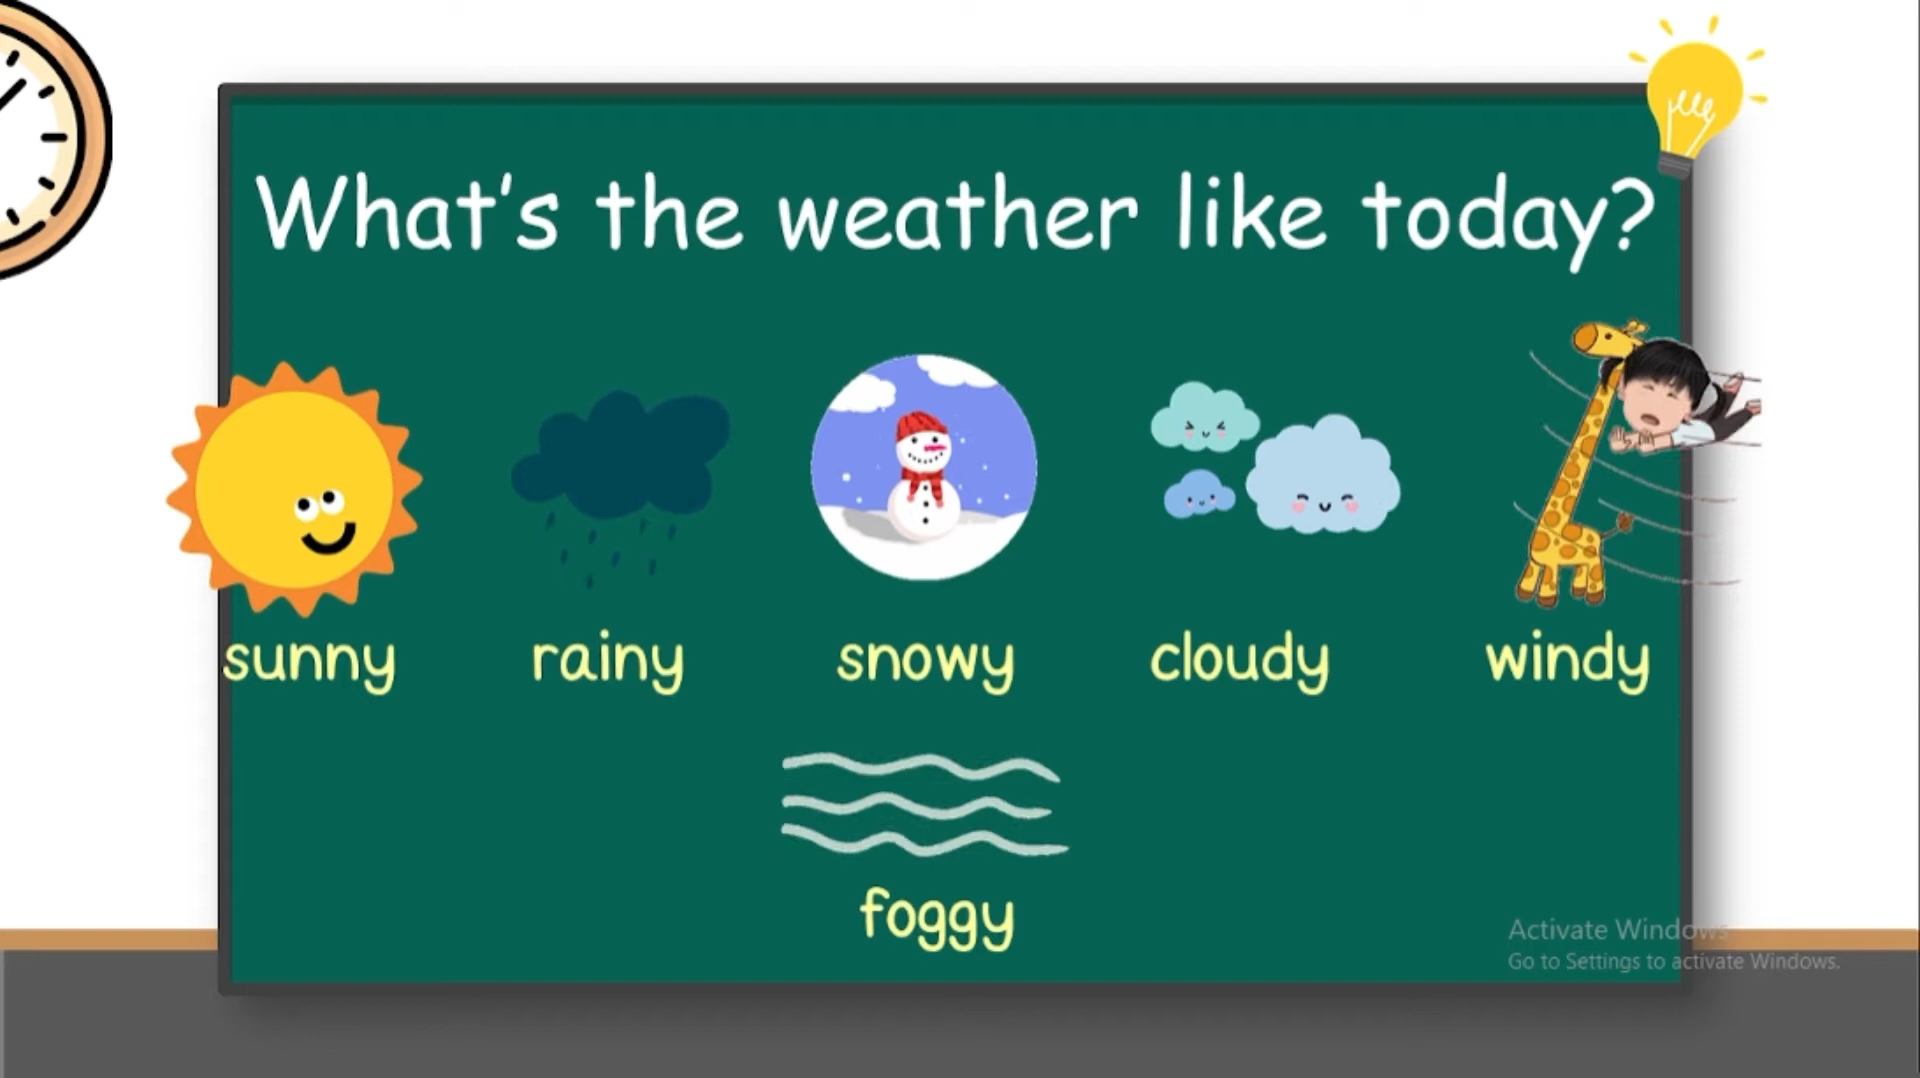 What's the weather like today?
sunny rainy snowy cloudy windy
foggy
Activate Windows
Go to Settings to activate Windows.